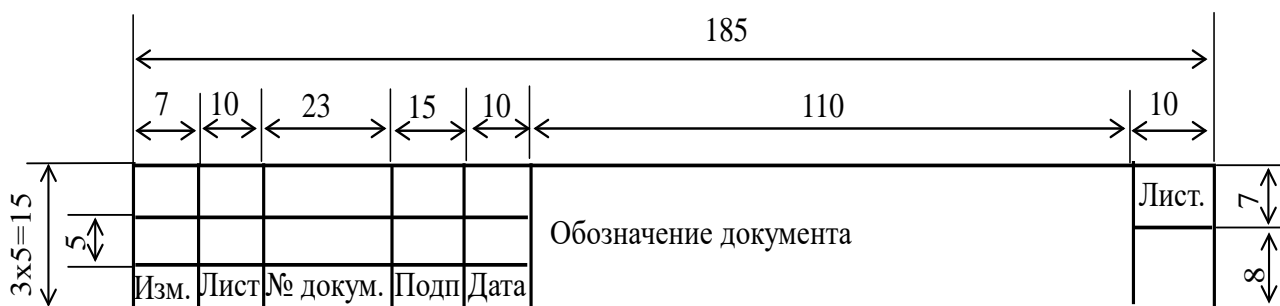 185
7 10 23 15 10 110 10
3x5=15
5
Обозначение документа
Лист.
7
8
Изм. Лист № докум. Подп Дата